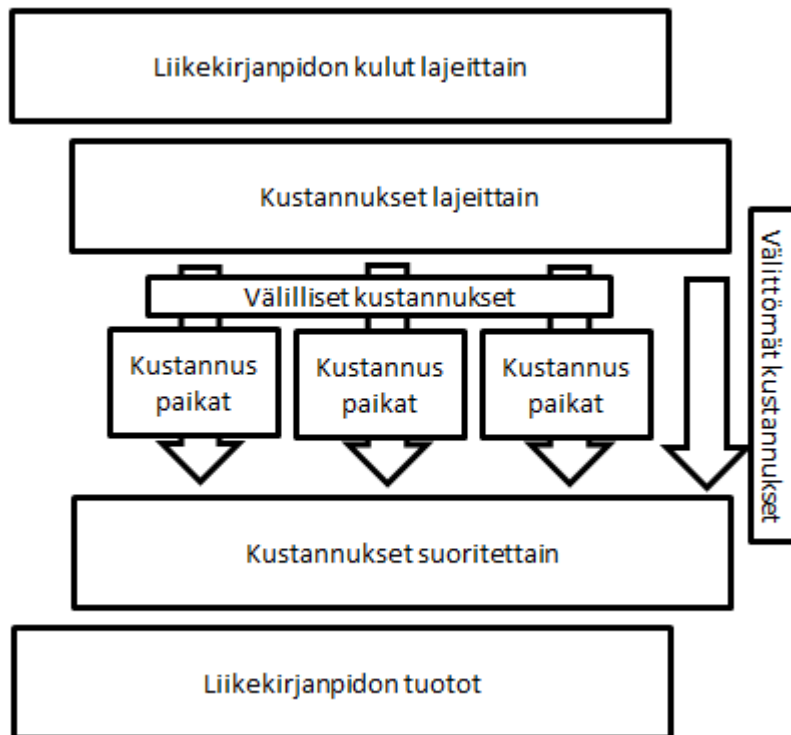 Liikekirjanpidon kulut lajeittain
Kustannukset lajeittain
Välittömät kustannukset
Välilliset kustannukset
Kustannus
paikat
Kustannus
paikat
Kustannus
paikat
Kustannukset suoritettain
Liikekirjanpidon tuotot